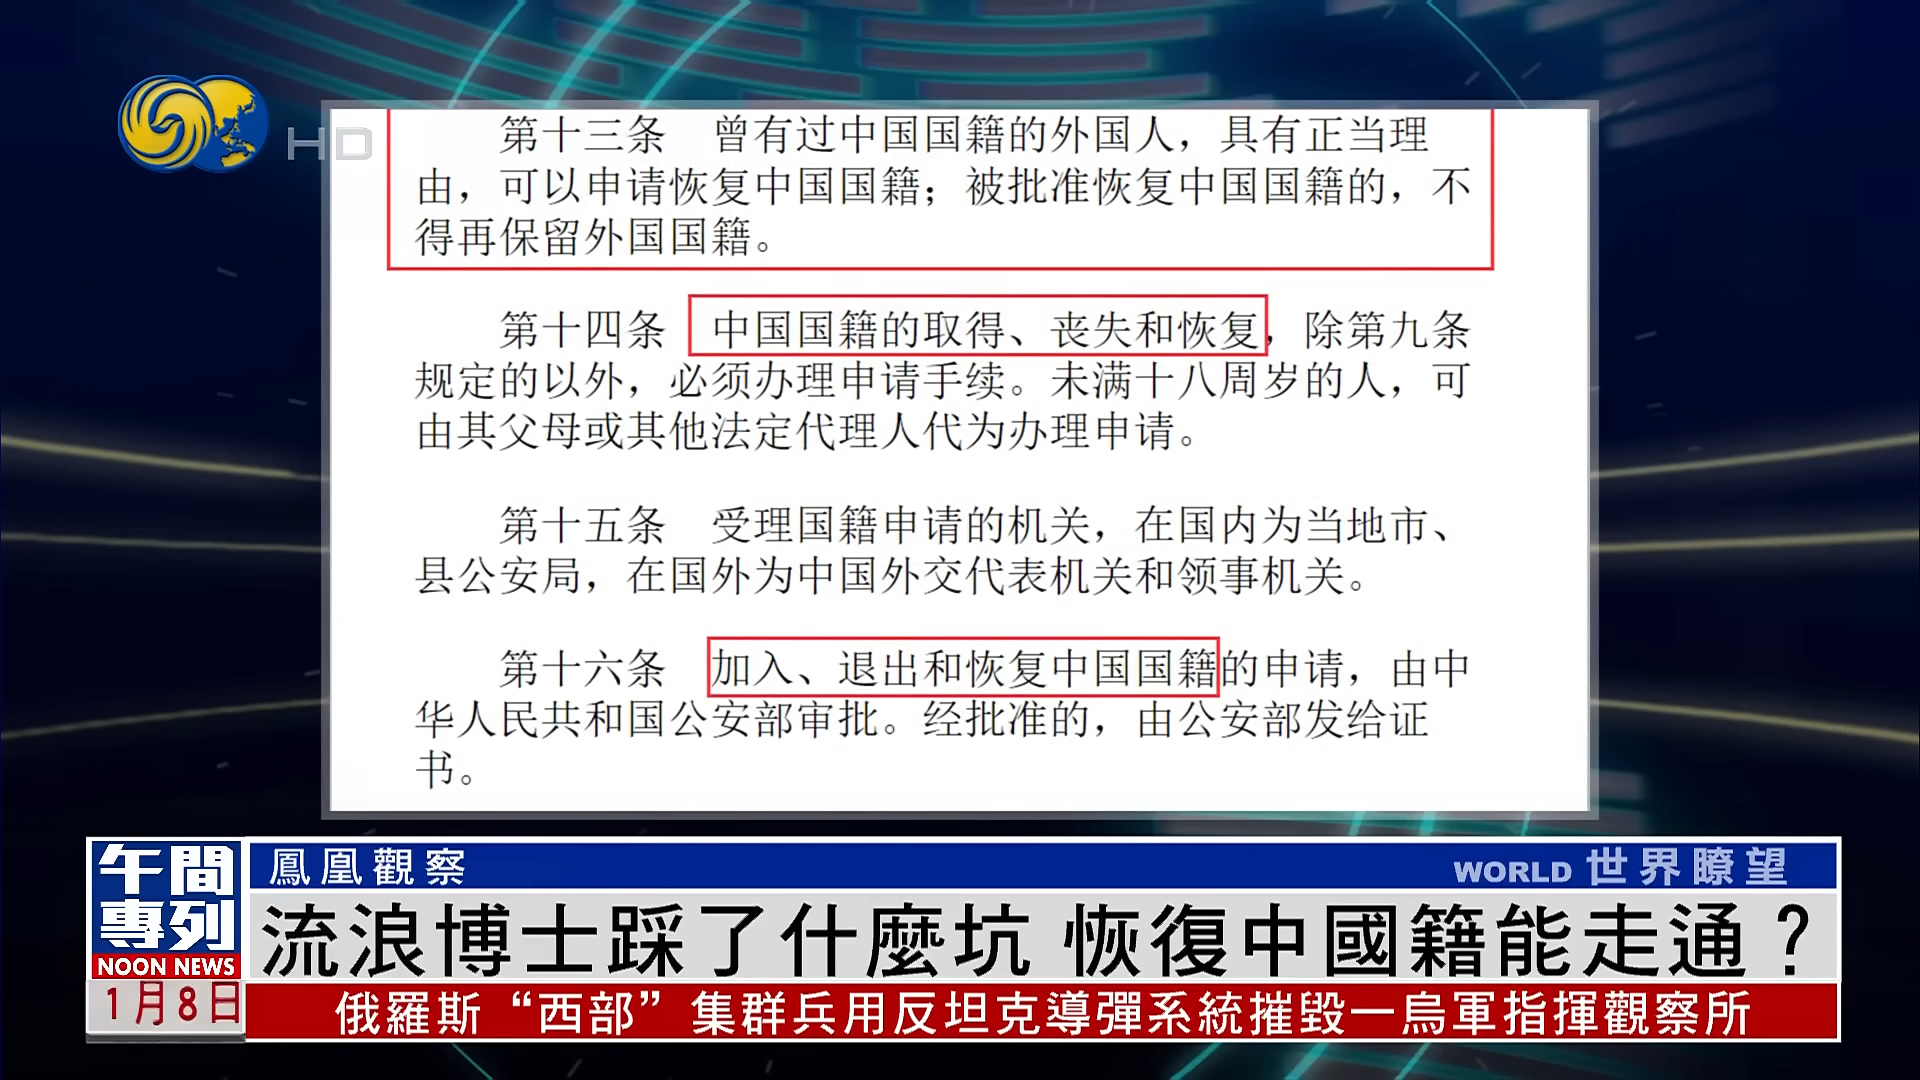 HD
第十三条 曾有过中国国籍的外国人，具有正当理
由，可以申请恢复中国国籍；被批准恢复中国国籍的，不
得再保留外国国籍。
第十四条 中国国籍的取得、丧失和恢复，除第九条
规定的以外，必须办理申请手续。未满十八周岁的人，可
由其父母或其他法定代理人代为办理申请。
第十五条 受理国籍申请的机关，在国内为当地市、
县公安局，在国外为中国外交代表机关和领事机关。
第十六条 加入、退出和恢复中国国籍的申请，由中
华人民共和国公安部审批。经批准的，由公安部发给证
书。
午間
專列
NOON NEWS
1月8日
鳳凰觀察
WORLD 世界瞭望
流浪博士踩了什麼坑 恢復中國籍能走通？
俄羅斯“西部”集群兵用反坦克導彈系統摧毀一烏軍指揮觀察所